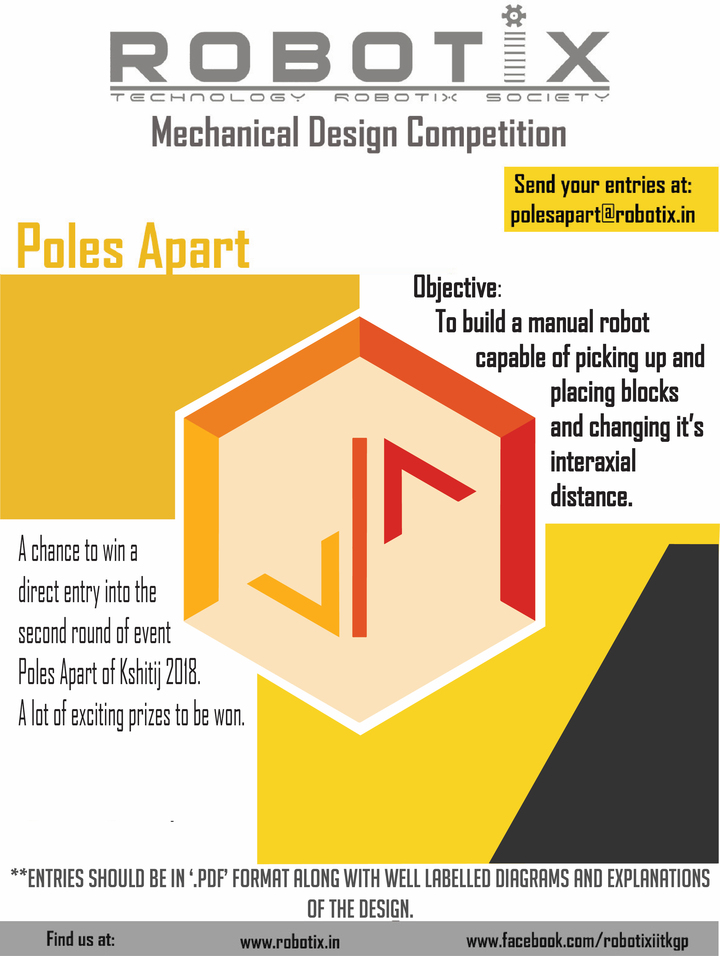 ROBOTIX
TECHNOLOGY ROBOTIX SOCIETY
Mechanical Design Competition
Send your entries at:
polesapart@robotix.in
Poles Apart
Objective:
To build a manual robot
capable of picking up and
placing blocks
and changing it's
interaxial
distance.
A chance to win a
direct entry into the
second round of event
Poles Apart of Kshitij 2018.
A lot of exciting prizes to be won.
**ENTRIES SHOULD BE IN ‘.PDF’ FORMAT ALONG WITH WELL LABELLED DIAGRAMS AND EXPLANATIONS
OF THE DESIGN.
Find us at: www.robotix.in www.facebook.com/robotixiitkgp